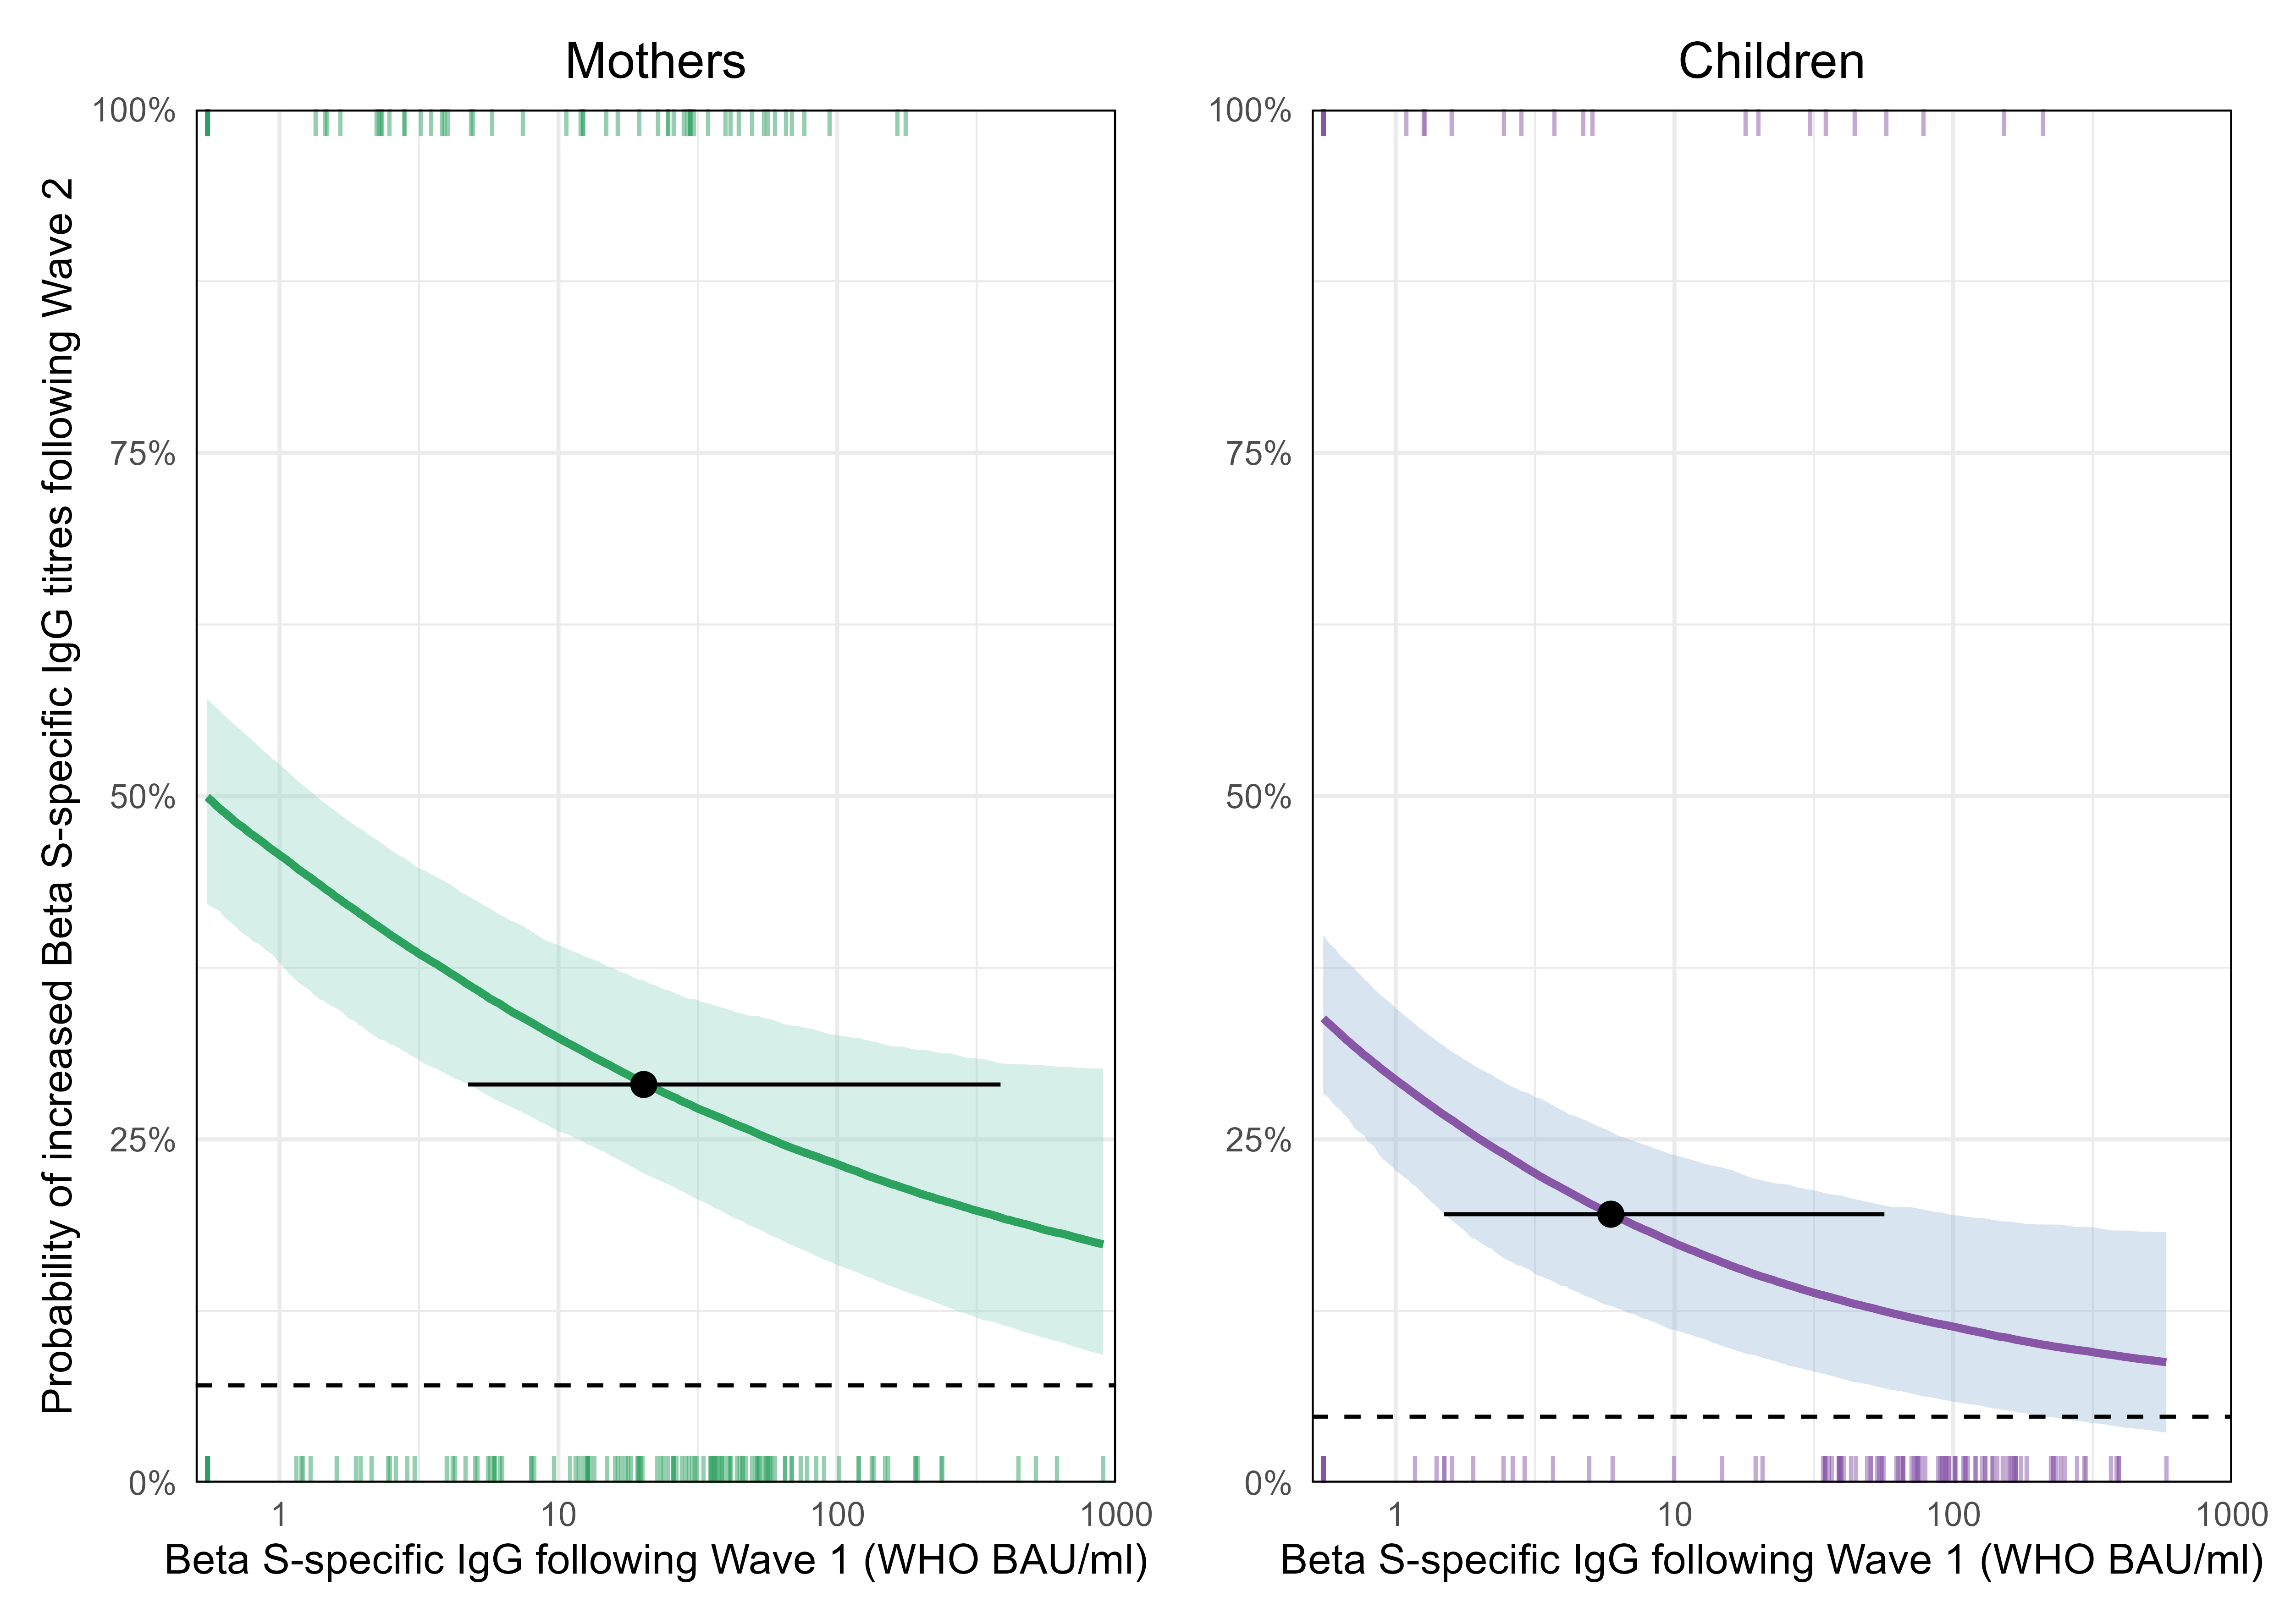 Mothers
Children
Probability of increased Beta S-specific IgG titres following Wave 2
100%
75%
50%
25%
0%
100%
75%
50%
25%
0%
1 10 100 1000
1 10 100 1000
Beta S-specific IgG following Wave 1 (WHO BAU/ml)
Beta S-specific IgG following Wave 1 (WHO BAU/ml)